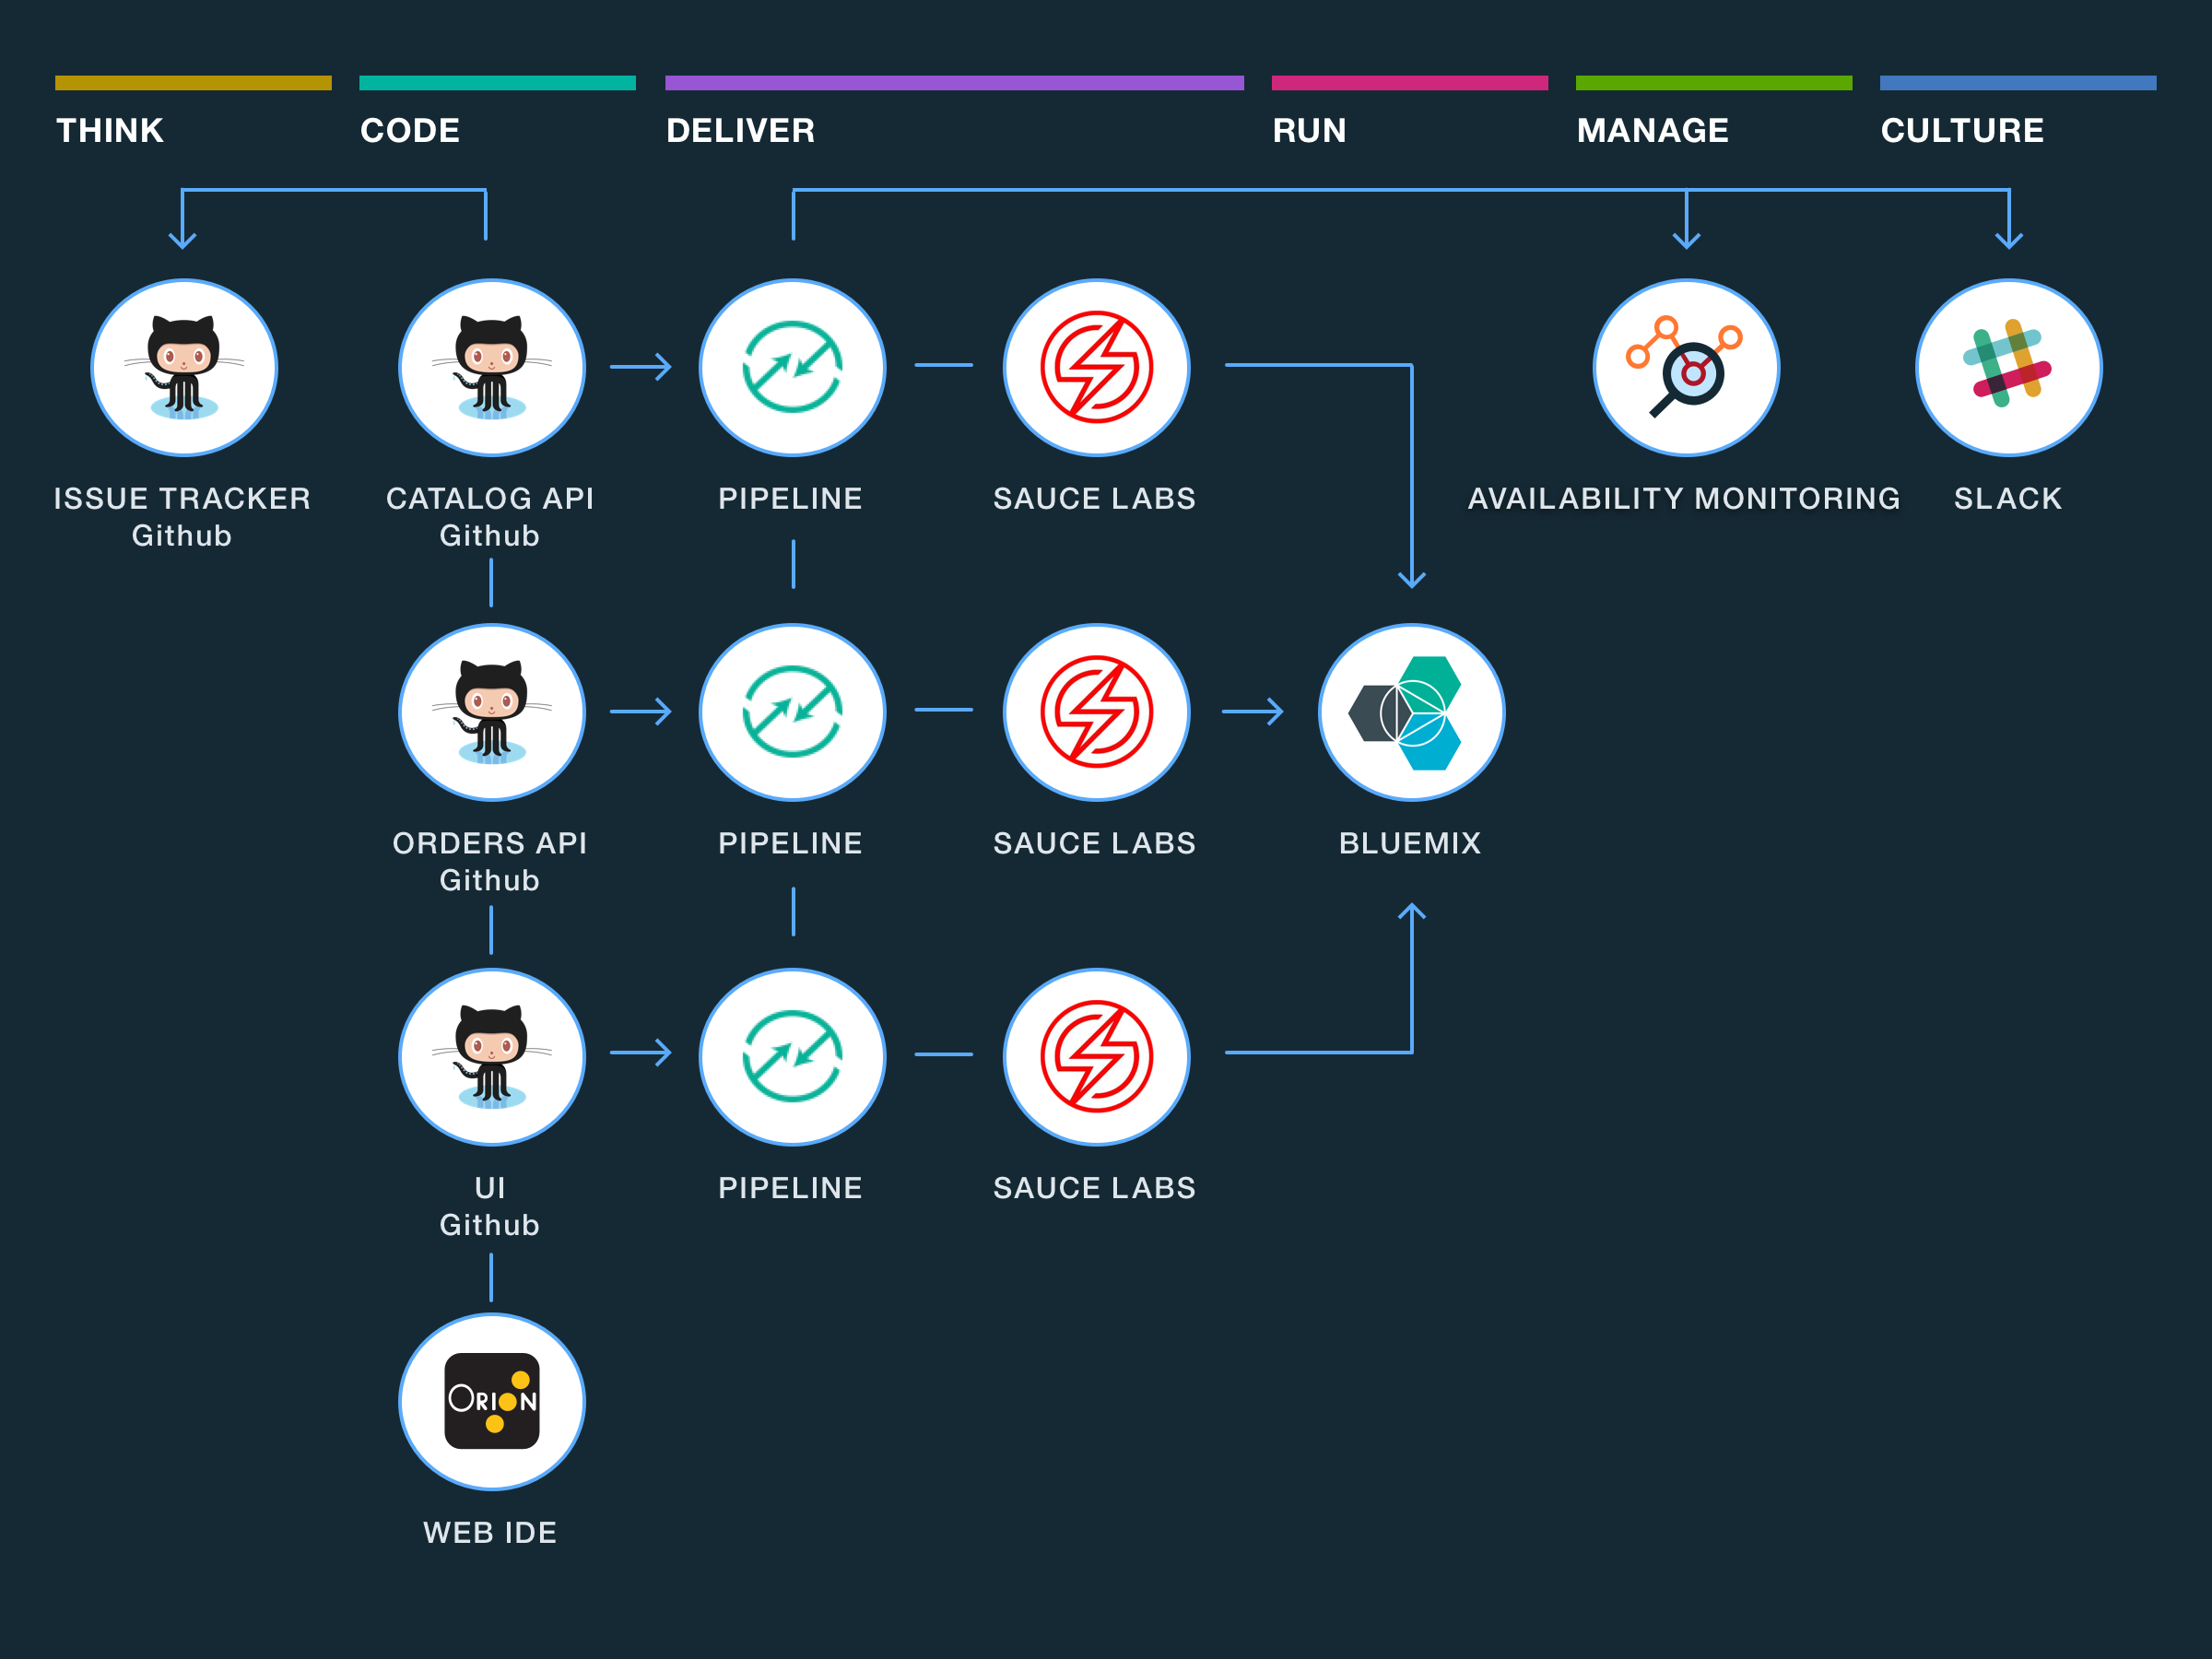 THINK
CODE
DELIVER
RUN
MANAGE
CULTURE
ISSUE TRACKER
Github
CATALOG API
Github
PIPELINE
SAUCE LABS
AVAILABILITY MONITORING
SLACK
ORDERS API
Github
PIPELINE
SAUCE LABS
BLUEMIX
UI
Github
PIPELINE
SAUCE LABS
ORION
WEB IDE